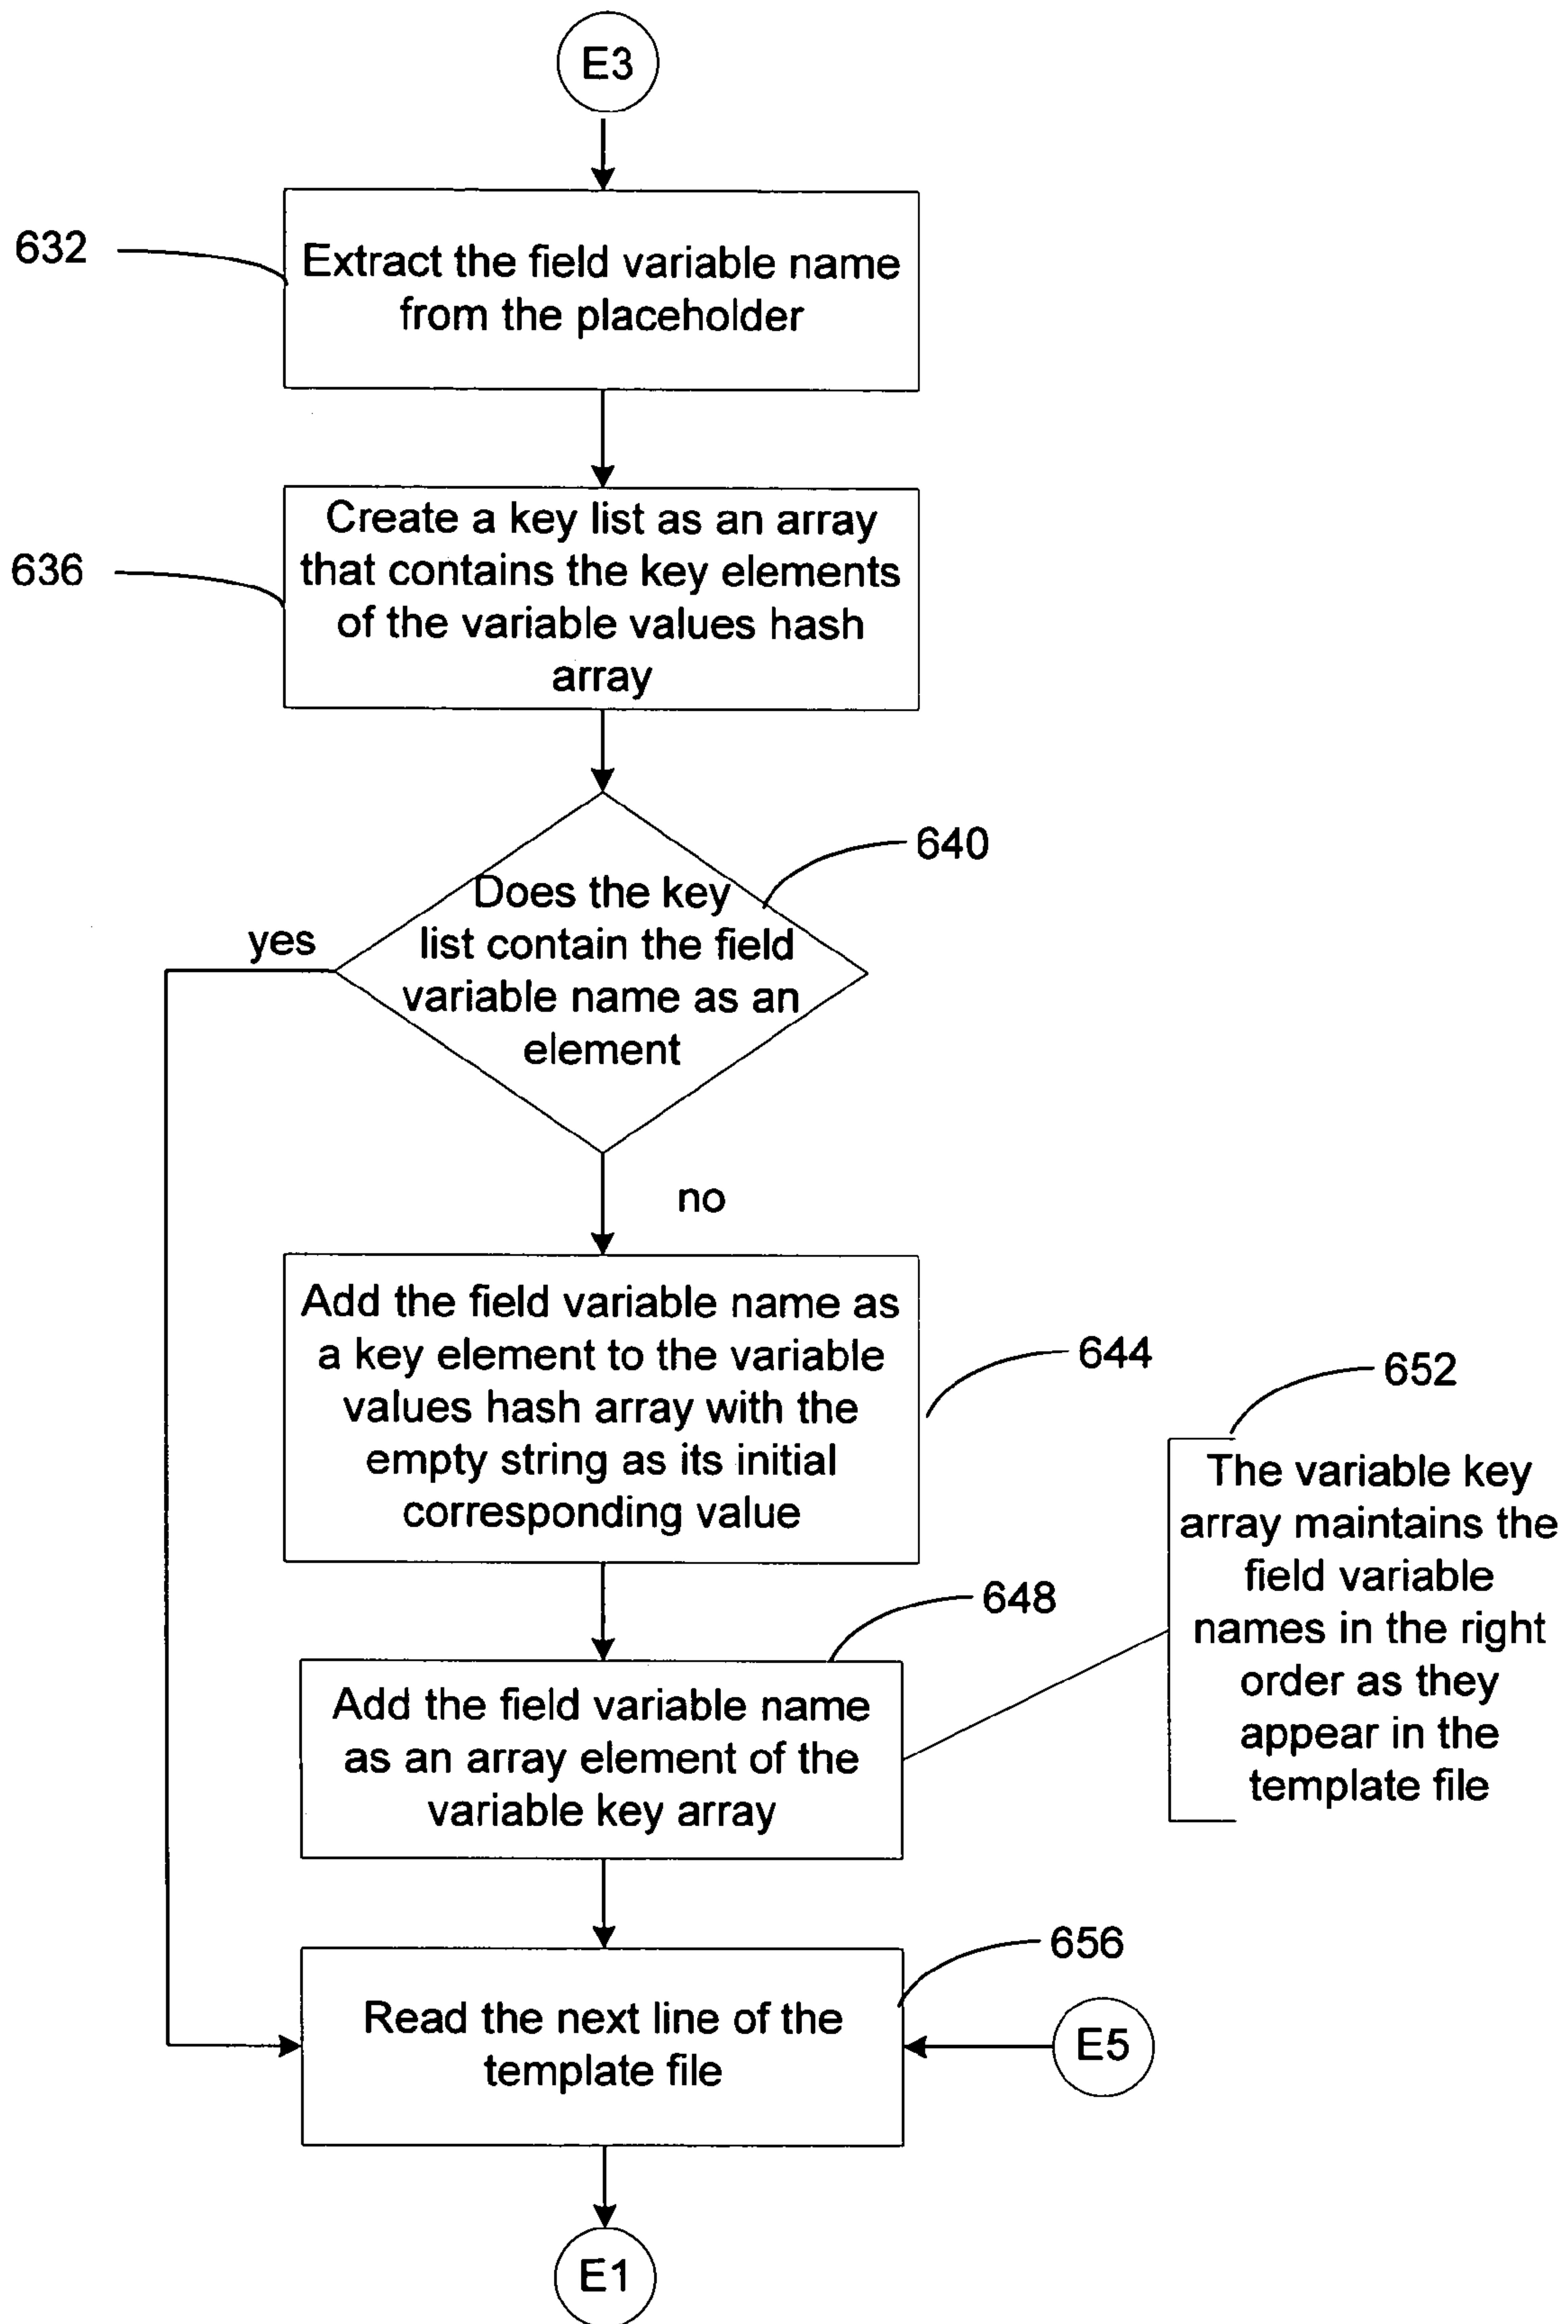 E3
632
Extract the field variable name
from the placeholder
636
Create a key list as an array
that contains the key elements
of the variable values hash
array
640
Does the key
list contain the field
variable name as an
element
yes
no
Add the field variable name as
a key element to the variable
values hash array with the
empty string as its initial
corresponding value
644
652
The variable key
array maintains the
field variable
names in the right
order as they
appear in the
template file
648
Add the field variable name
as an array element of the
variable key array
656
Read the next line of the
template file
E5
E1